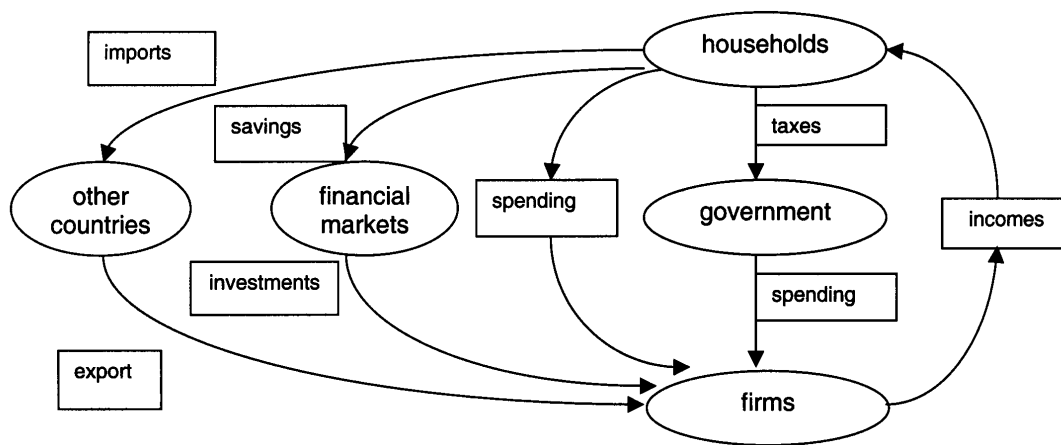 households
imports
savings
taxes
other
countries
financial
markets
spending
government
incomes
investments
spending
export
firms